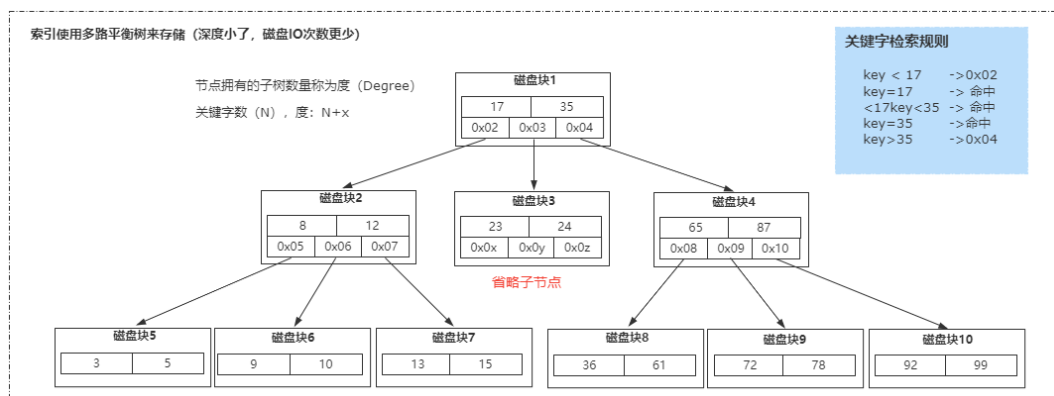 索引使用多路平衡树来存储（深度小了，磁盘IO次数更少）
节点拥有的子树数量称为度（Degree）
关键字数（N），度：N+x
关键字检索规则
key < 17 ->0x02
key=17 -> 命中
<17key<35 -> 命中
key=35 ->命中
key>35 ->0x04
磁盘块1
17 35
0x02 0x03 0x04
磁盘块2
8 12
0x05 0x06 0x07
磁盘块3
23 24
0x0x 0x0y 0x0z
磁盘块4
65 87
0x08 0x09 0x10
省略子节点
磁盘块5
3 5
磁盘块6
9 10
磁盘块7
13 15
磁盘块8
36 61
磁盘块9
72 78
磁盘块10
92 99